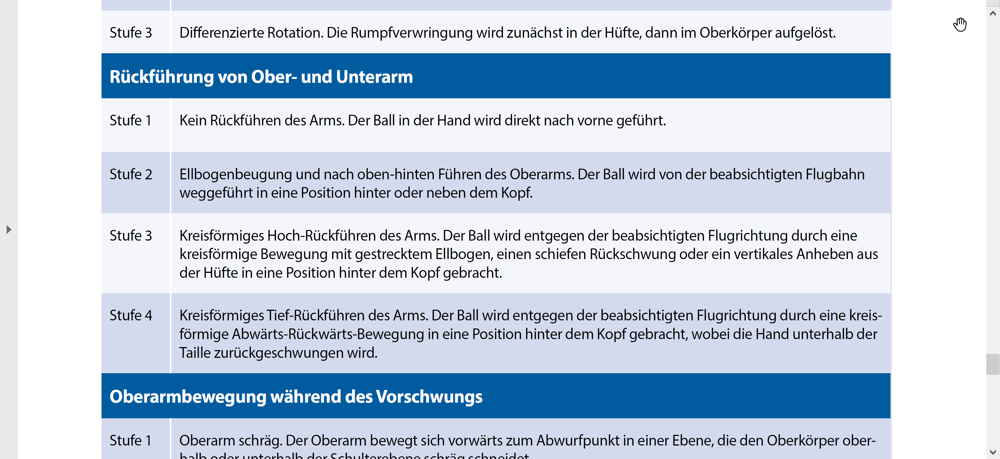 Stufe 3 Differenzierte Rotation. Die Rumpfverwringung wird zunächst in der Hüfte, dann im Oberkörper aufgelöst.
Rückführung von Ober- und Unterarm
Stufe 1 Kein Rückführen des Arms. Der Ball in der Hand wird direkt nach vorne geführt.
Stufe 2 Ellbogenbeugung und nach oben-hinten Führen des Oberarms. Der Ball wird von der beabsichtigten Flugbahn
weggeführt in eine Position hinter oder neben dem Kopf.
Stufe 3 Kreisförmiges Hoch-Rückführen des Arms. Der Ball wird entgegen der beabsichtigten Flugrichtung durch eine
kreisförmige Bewegung mit gestrecktem Ellbogen, einen schiefen Rückschwung oder ein vertikales Anheben aus
der Hüfte in eine Position hinter dem Kopf gebracht.
Stufe 4 Kreisförmiges Tief-Rückführen des Arms. Der Ball wird entgegen der beabsichtigten Flugrichtung durch eine kreis-
förmige Abwärts-Rückwärts-Bewegung in eine Position hinter dem Kopf gebracht, wobei die Hand unterhalb der
Taille zurückgeschwungen wird.
Oberarmbewegung während des Vorschwungs
Stufe 1 Oberarm schräg. Der Oberarm bewegt sich vorwärts zum Abwurfpunkt in einer Ebene, die den Oberkörper ober-
halb oder unterhalb der Schulterebene schräg schneidet.